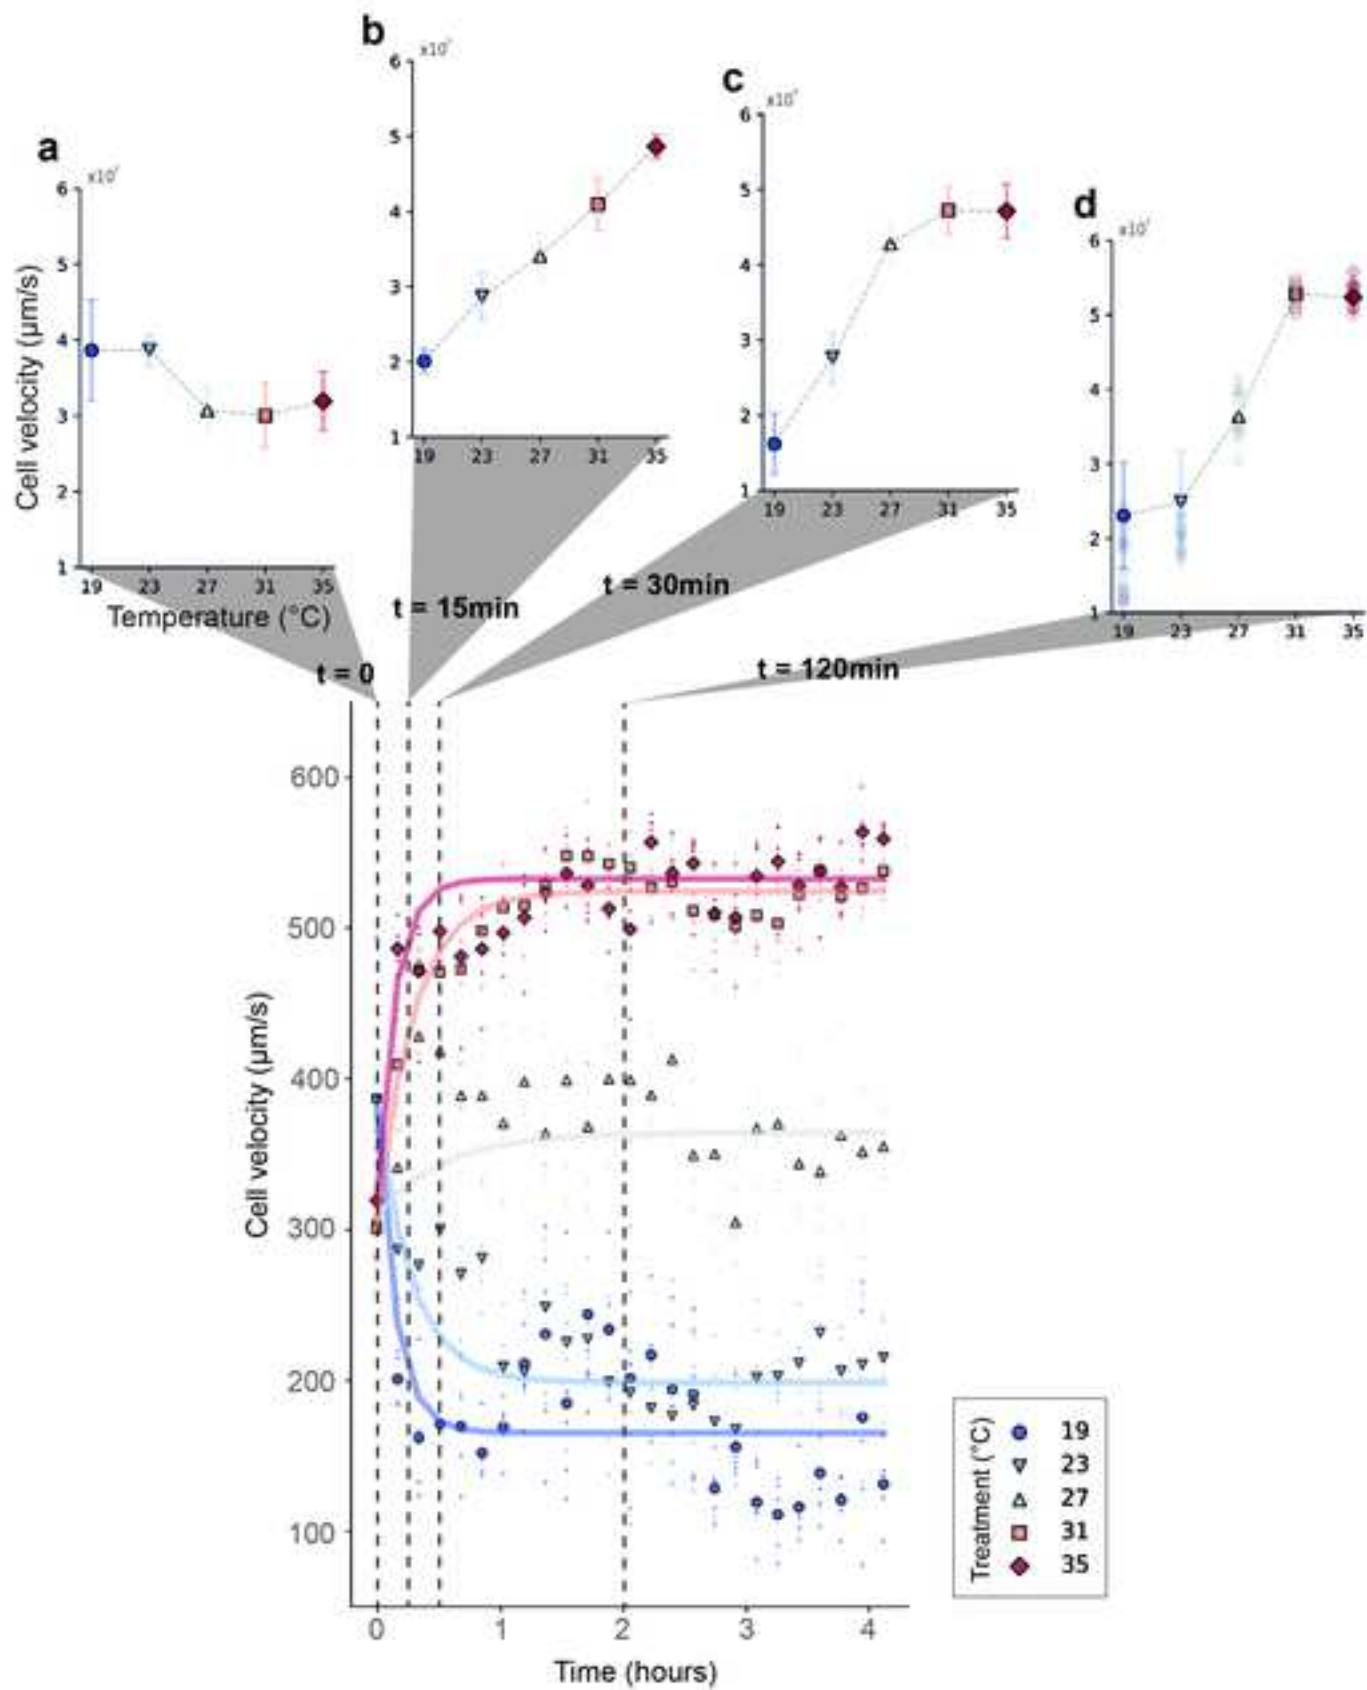 a
x10²
6
5
4
3
2
1
19 23 27 31 35
Cell velocity (µm/s)
Temperature (°C)
b
6
5
4
3
2
1
19 23 27 31 35
c
6
5
4
3
2
1
19 23 27 31 35
d
6
5
4
3
2
1
19 23 27 31 35
t = 0
t = 15min
t = 30min
t = 120min
600
500
400
300
200
100
Cell velocity (µm/s)
0 1 2 3 4
Time (hours)
Treatment (°C)
19
23
27
31
35